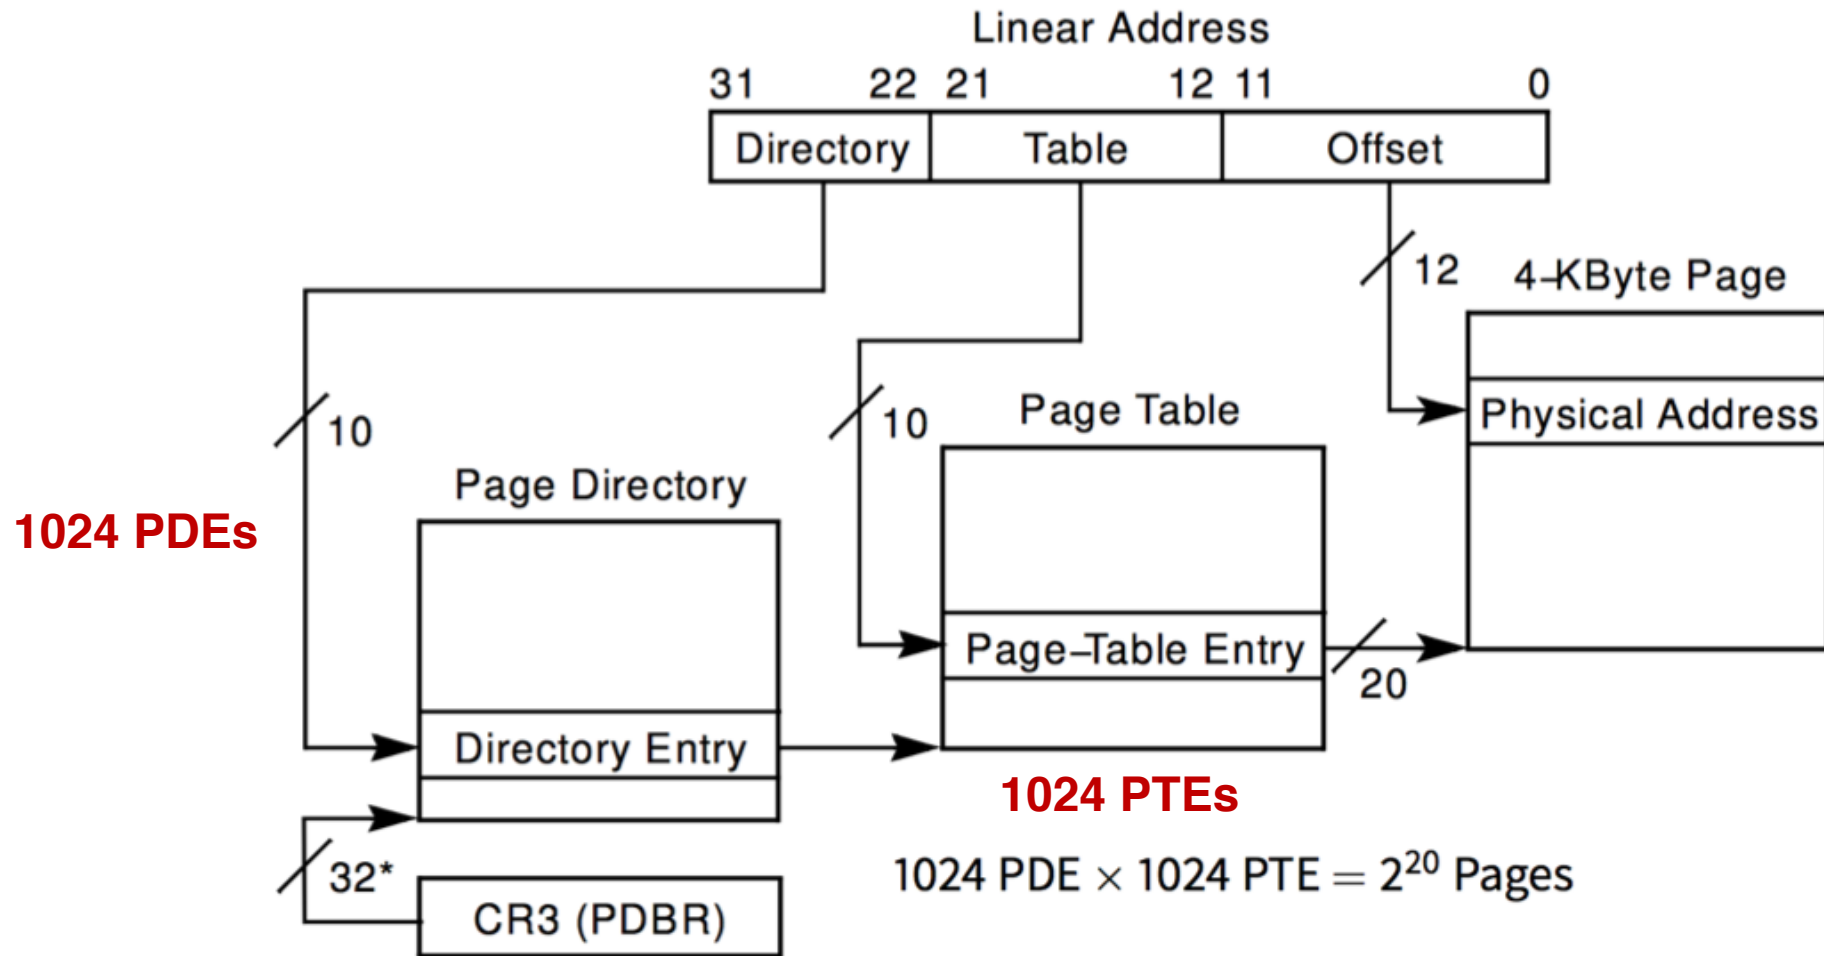 Linear Address
31 22 21 12 11 0
Directory Table Offset
12
4-KByte Page
Physical Address
10
10
Page Table
Page Directory
1024 PDEs
Page-Table Entry
20
Directory Entry
1024 PTEs
32*
1024 PDE × 1024 PTE = 2²⁰ Pages
CR3 (PDBR)